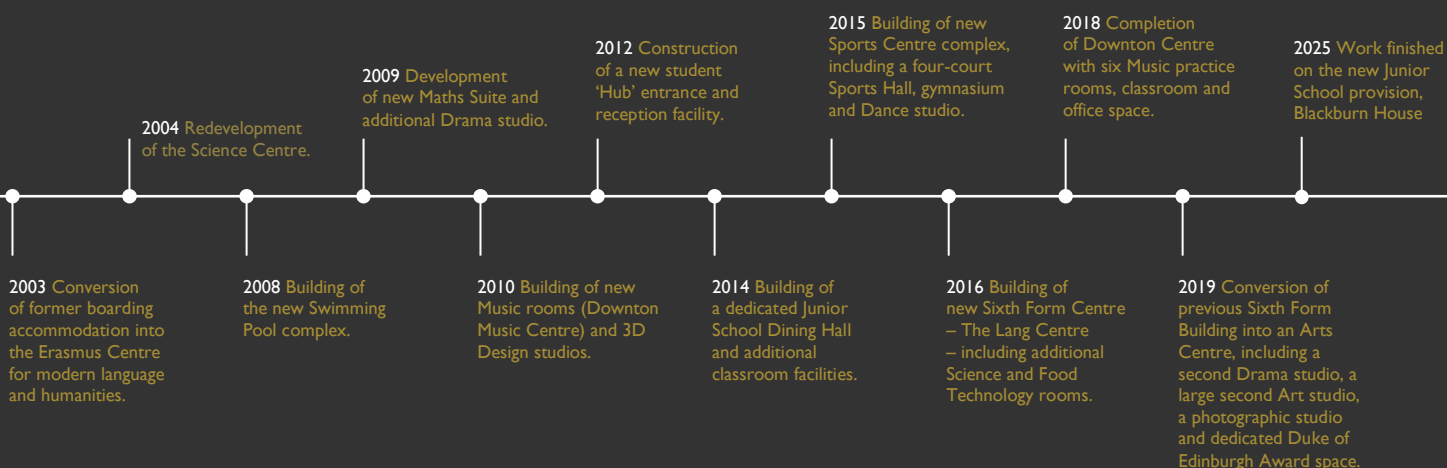 2003 Conversion
of former boarding
accommodation into
the Erasmus Centre
for modern language
and humanities.
2004 Redevelopment
of the Science Centre.
2008 Building of
the new Swimming
Pool complex.
2009 Development
of new Maths Suite and
additional Drama studio.
2010 Building of new
Music rooms (Downton
Music Centre) and 3D
Design studios.
2012 Construction
of a new student
‘Hub’ entrance and
reception facility.
2014 Building of
a dedicated Junior
School Dining Hall
and additional
classroom facilities.
2015 Building of new
Sports Centre complex,
including a four-court
Sports Hall, gymnasium
and Dance studio.
2016 Building of
new Sixth Form Centre
– The Lang Centre
– including additional
Science and Food
Technology rooms.
2018 Completion
of Downton Centre
with six Music practice
rooms, classroom and
office space.
2019 Conversion of
previous Sixth Form
Building into an Arts
Centre, including a
second Drama studio, a
large second Art studio,
a photographic studio
and dedicated Duke of
Edinburgh Award space.
2025 Work finished
on the new Junior
School provision,
Blackburn House